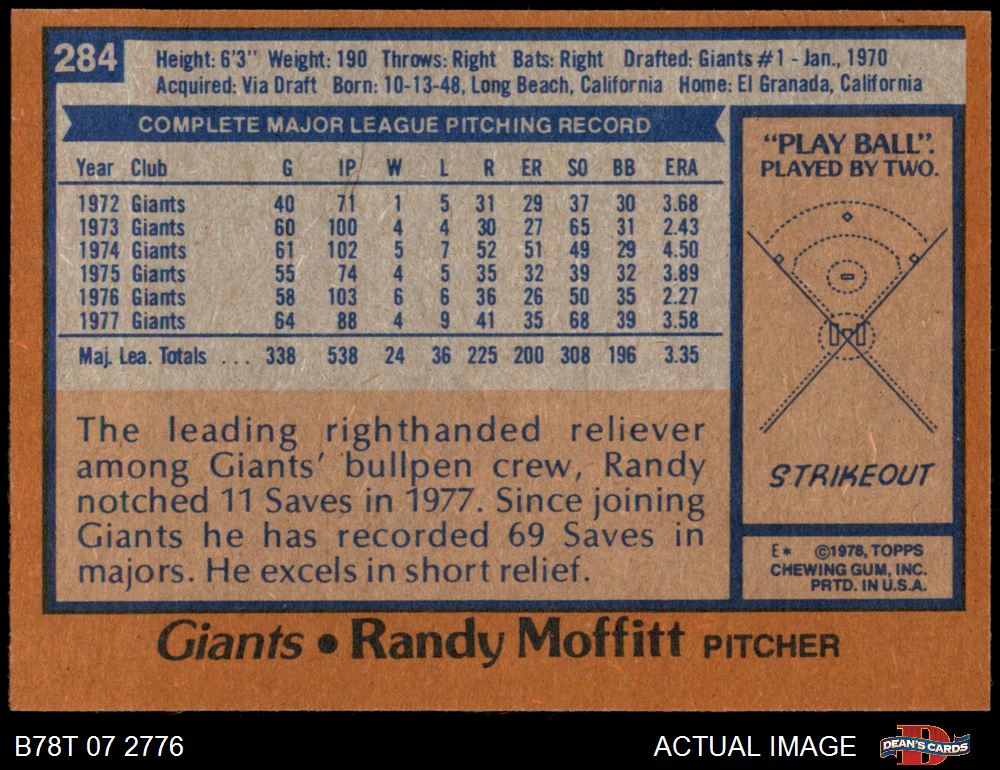 284
Height: 6'3" Weight: 190 Throws: Right Bats: Right Drafted: Giants #1 - Jan., 1970
Acquired: Via Draft Born: 10-13-48, Long Beach, California Home: El Granada, California
COMPLETE MAJOR LEAGUE PITCHING RECORD
Year Club G IP W L R ER SO BB ERA
1972 Giants 40 71 1 5 31 29 37 30 3.68
1973 Giants 60 100 4 4 30 27 65 31 2.43
1974 Giants 61 102 5 7 52 51 49 29 4.50
1975 Giants 55 74 4 5 35 32 39 32 3.89
1976 Giants 58 103 6 6 36 26 50 35 2.27
1977 Giants 64 88 4 9 41 35 68 39 3.58
Maj. Lea. Totals ... 338 538 24 36 225 200 308 196 3.35
The leading righthanded reliever
among Giants' bullpen crew, Randy
notched 11 Saves in 1977. Since joining
Giants he has recorded 69 Saves in
majors. He excels in short relief.
"PLAY BALL".
PLAYED BY TWO.
STRIKEOUT
E* ©1978, TOPPS
CHEWING GUM, INC.
PRTD. IN U.S.A.
Giants • Randy Moffitt PITCHER
B78T 07 2776
ACTUAL IMAGE
DEAN'S CARDS